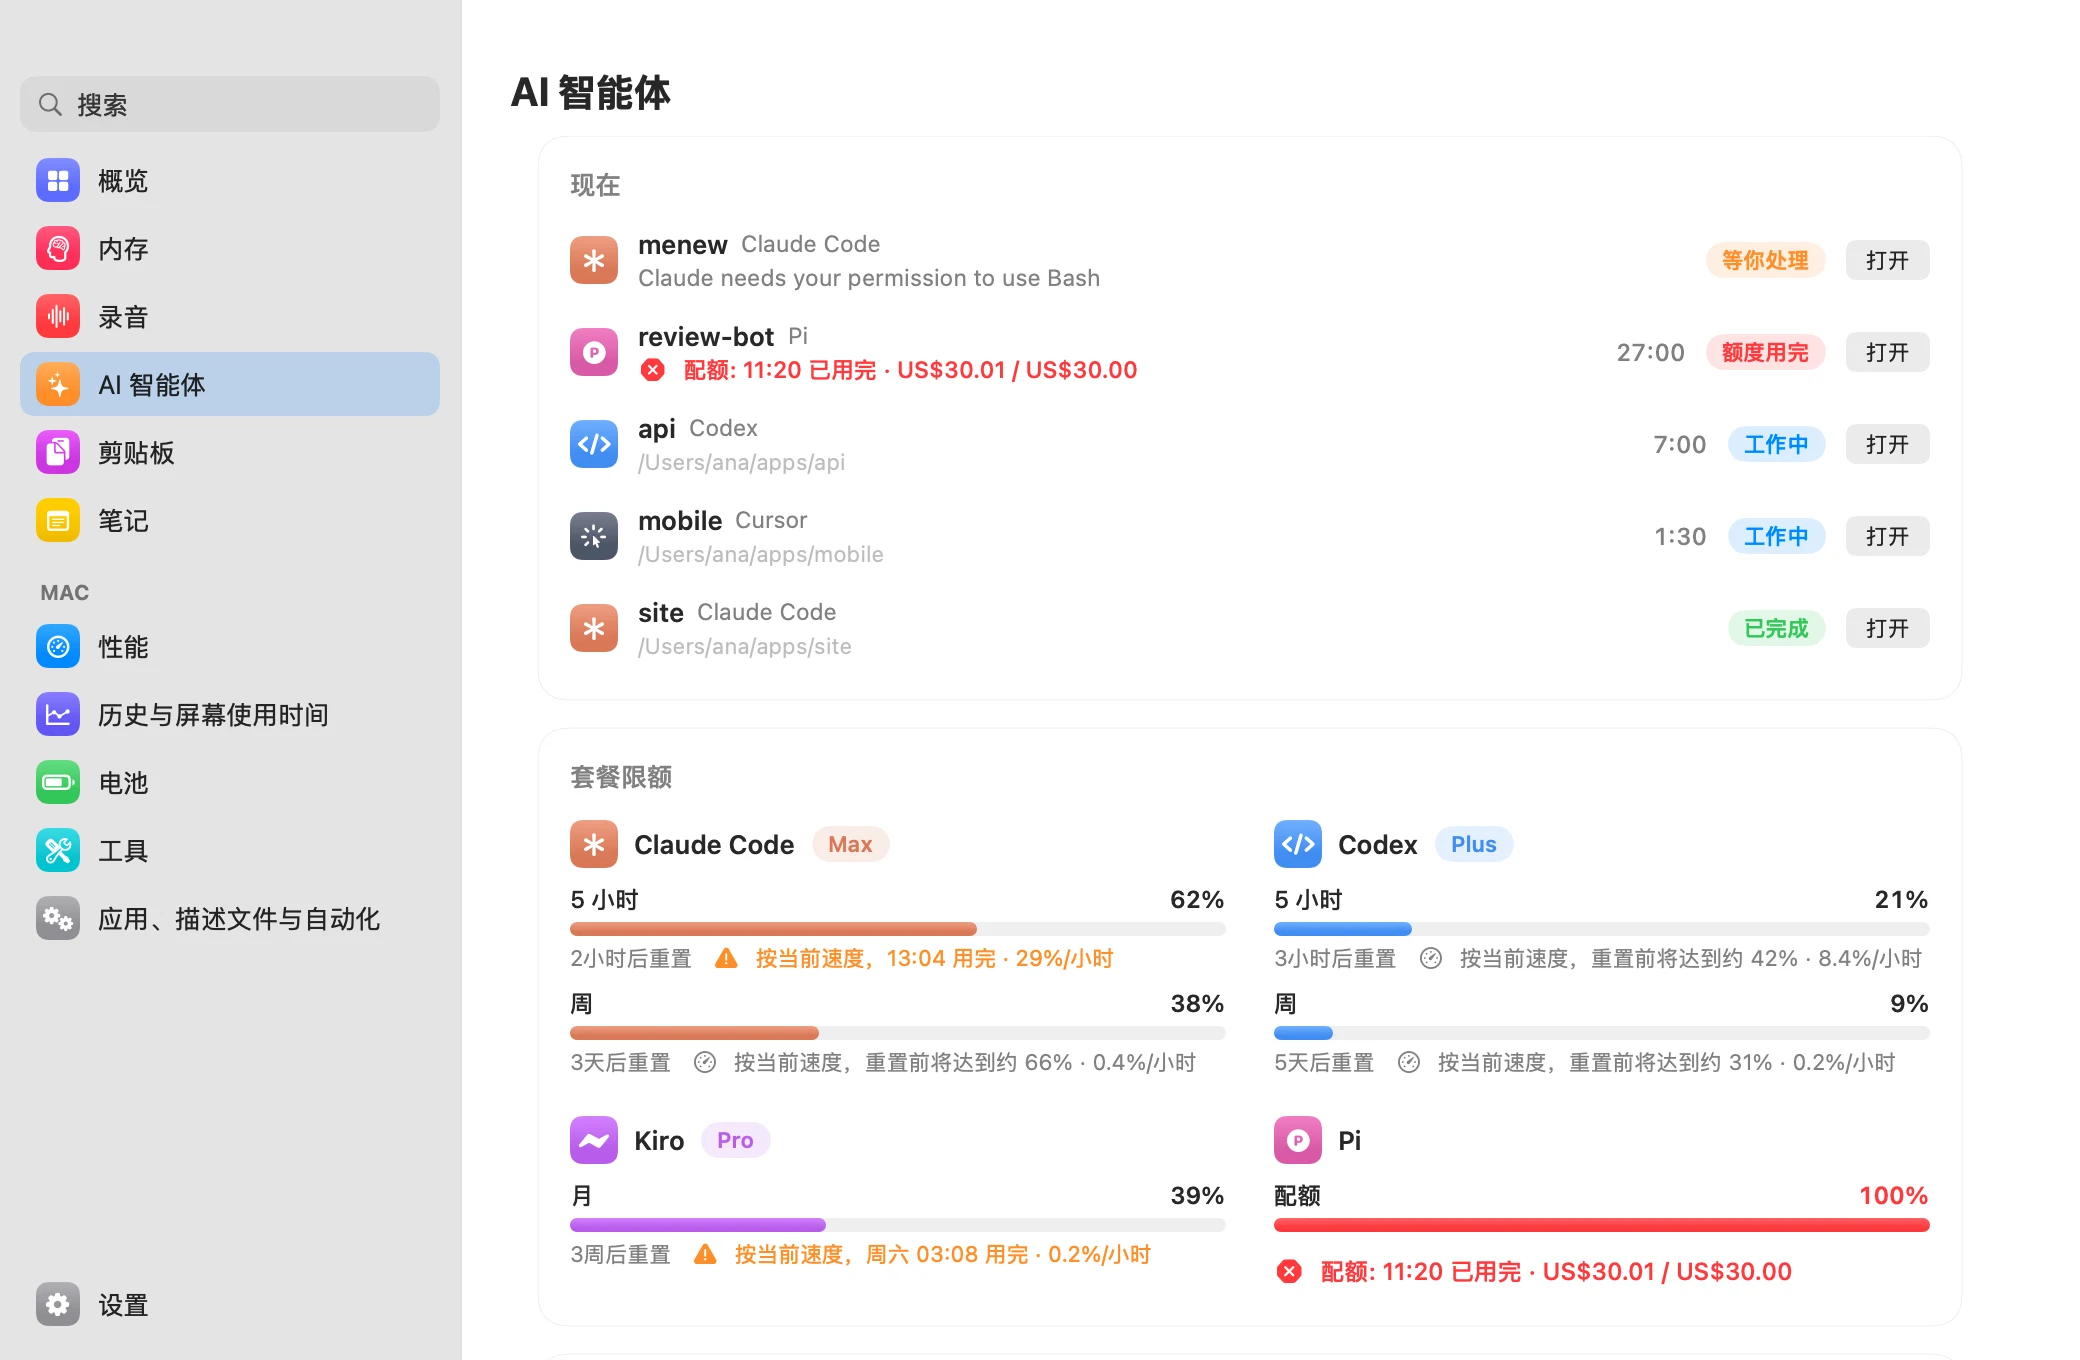 搜索
概览
内存
录音
AI 智能体
剪贴板
笔记
MAC
性能
历史与屏幕使用时间
电池
工具
应用、描述文件与自动化
设置
AI 智能体
现在
menew Claude Code
Claude needs your permission to use Bash
等你处理 打开
review-bot Pi
配额: 11:20 已用完 · US$30.01 / US$30.00
27:00 额度用完 打开
api Codex
/Users/ana/apps/api
7:00 工作中 打开
mobile Cursor
/Users/ana/apps/mobile
1:30 工作中 打开
site Claude Code
/Users/ana/apps/site
已完成 打开
套餐限额
Claude Code Max
5 小时 62%
2小时后重置 按当前速度，13:04 用完 · 29%/小时
周 38%
3天后重置 按当前速度，重置前将达到约 66% · 0.4%/小时
Codex Plus
5 小时 21%
3小时后重置 按当前速度，重置前将达到约 42% · 8.4%/小时
周 9%
5天后重置 按当前速度，重置前将达到约 31% · 0.2%/小时
Kiro Pro
月 39%
3周后重置 按当前速度，周六 03:08 用完 · 0.2%/小时
Pi
配额 100%
配额: 11:20 已用完 · US$30.01 / US$30.00